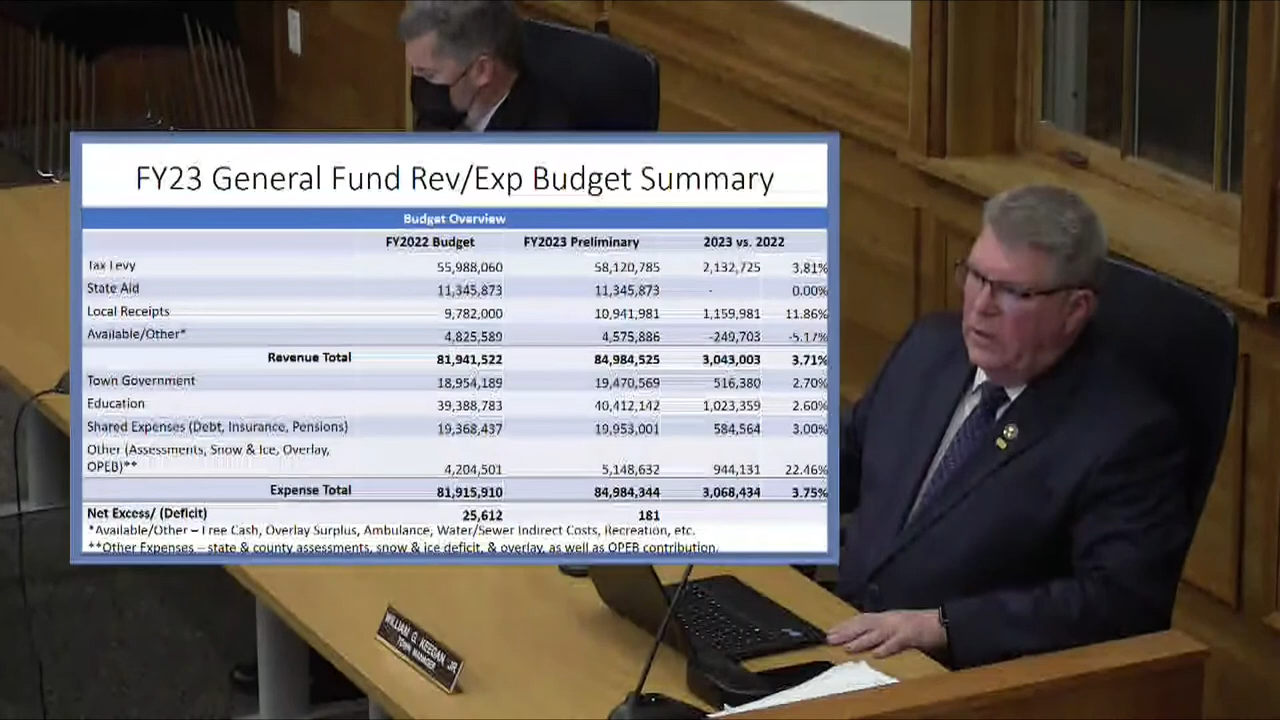 FY23 General Fund Rev/Exp Budget Summary
Budget Overview
FY2022 Budget FY2023 Preliminary 2023 vs. 2022
Tax Levy 55,988,060 58,120,785 2,132,725 3.81%
State Aid 11,345,873 11,345,873 - 0.00%
Local Receipts 9,782,000 10,941,981 1,159,981 11.86%
Available/Other* 4,825,589 4,575,886 -249,703 -5.17%
Revenue Total 81,941,522 84,984,525 3,043,003 3.71%
Town Government 18,954,189 19,470,569 516,380 2.70%
Education 39,388,783 40,412,142 1,023,359 2.60%
Shared Expenses (Debt, Insurance, Pensions) 19,368,437 19,953,001 584,564 3.00%
Other (Assessments, Snow & Ice, Overlay,
OPEB)** 4,204,501 5,148,632 944,131 22.46%
Expense Total 81,915,910 84,984,344 3,068,434 3.75%
Net Excess/ (Deficit) 25,612 181
*Available/Other – Free Cash, Overlay Surplus, Ambulance, Water/Sewer Indirect Costs, Recreation, etc.
**Other Expenses – state & county assessments, snow & ice deficit, & overlay, as well as OPEB contribution.
WILLIAM G. KEEGAN, JR
TOWN MANAGER